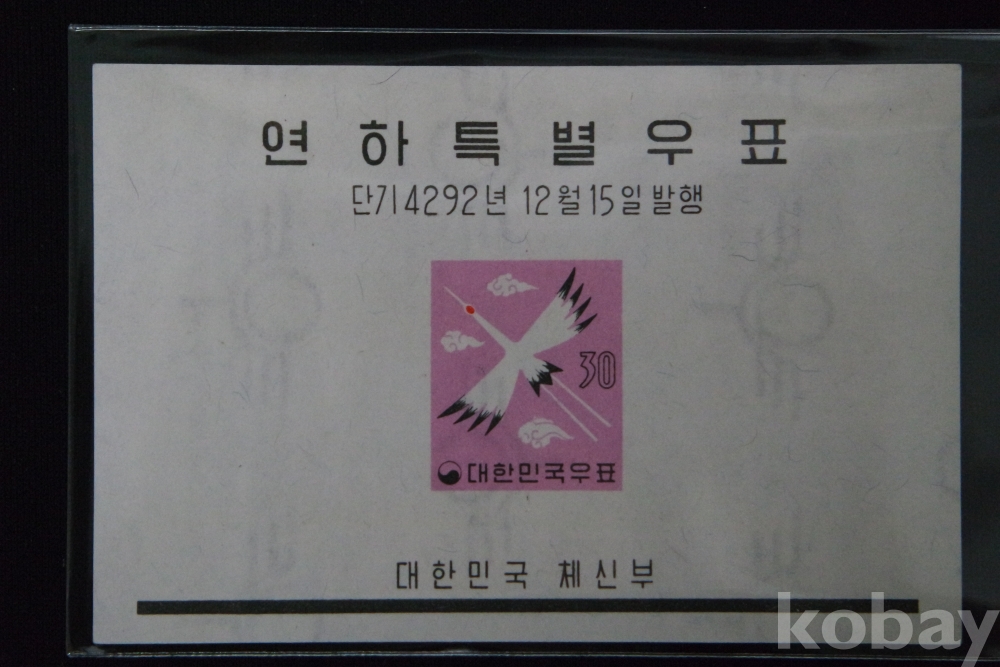 연하특별우표
단기4292년 12월15일발행
30
대한민국우표
대한민국 체신부
kobay